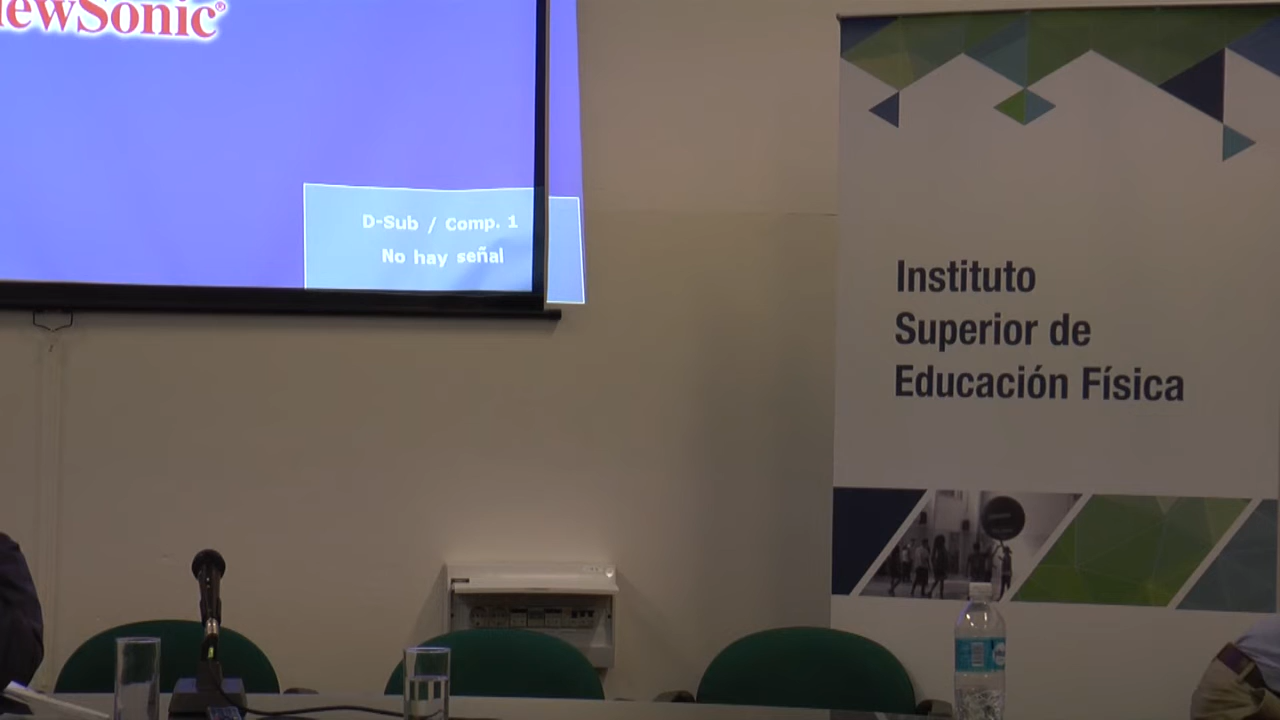 ewSonic®
D-Sub / Comp. 1
No hay señal
Instituto
Superior de
Educación Física